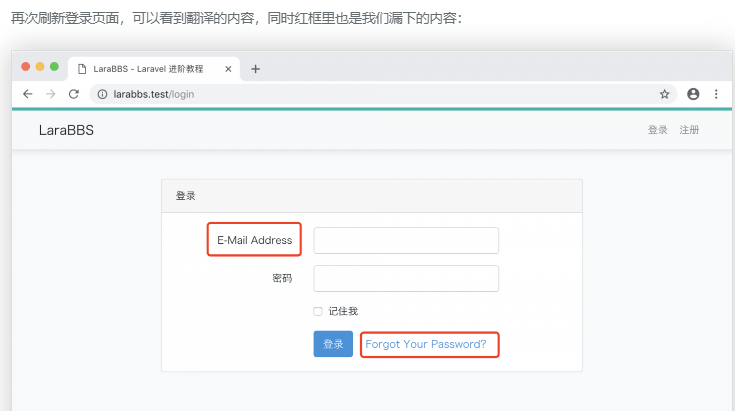 再次刷新登录页面，可以看到翻译的内容，同时红框里也是我们漏下的内容：
LaraBBS - Laravel 进阶教程
larabbs.test/login
LaraBBS 登录 注册
登录
E-Mail Address
密码
记住我
登录 Forgot Your Password?